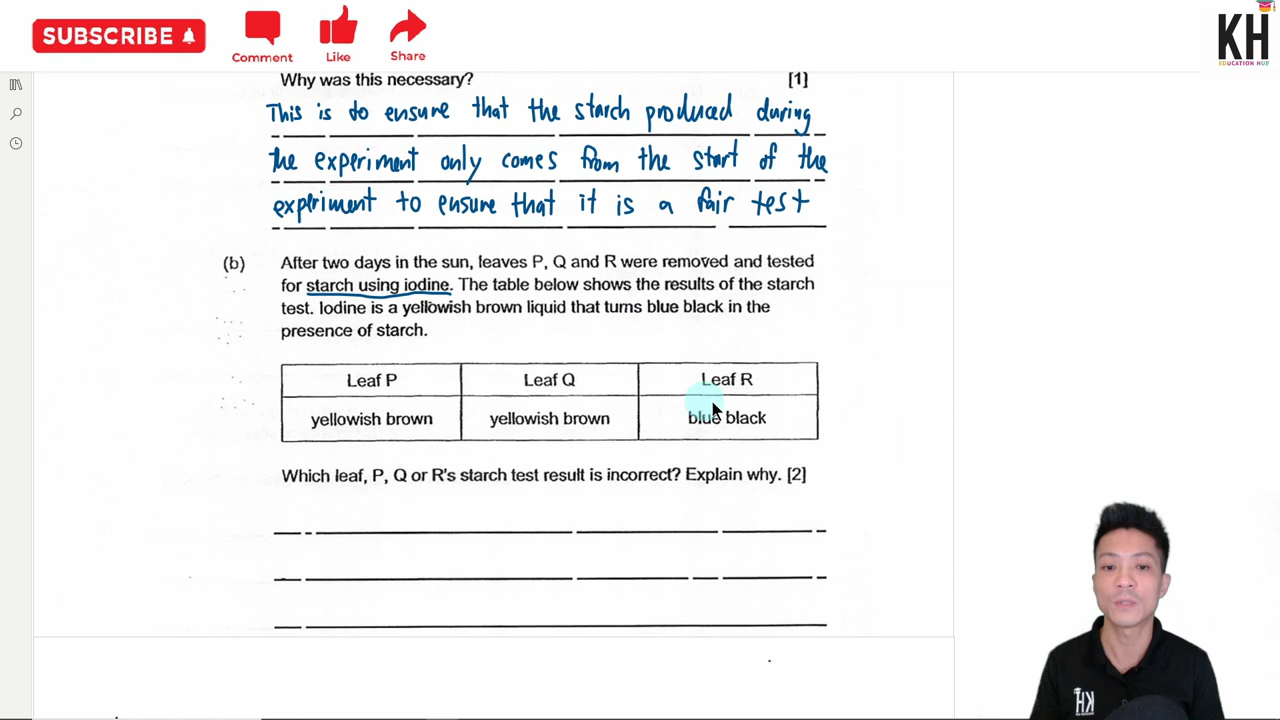 SUBSCRIBE
Comment
Like
Share
KH
EDUCATION HUB
Why was this necessary? [1]
This is to ensure that the starch produced during
the experiment only comes from the start of the
experiment to ensure that it is a fair test
(b) After two days in the sun, leaves P, Q and R were removed and tested
for starch using iodine. The table below shows the results of the starch
test. Iodine is a yellowish brown liquid that turns blue black in the
presence of starch.
Leaf P Leaf Q Leaf R
yellowish brown yellowish brown blue black
Which leaf, P, Q or R's starch test result is incorrect? Explain why. [2]
KH